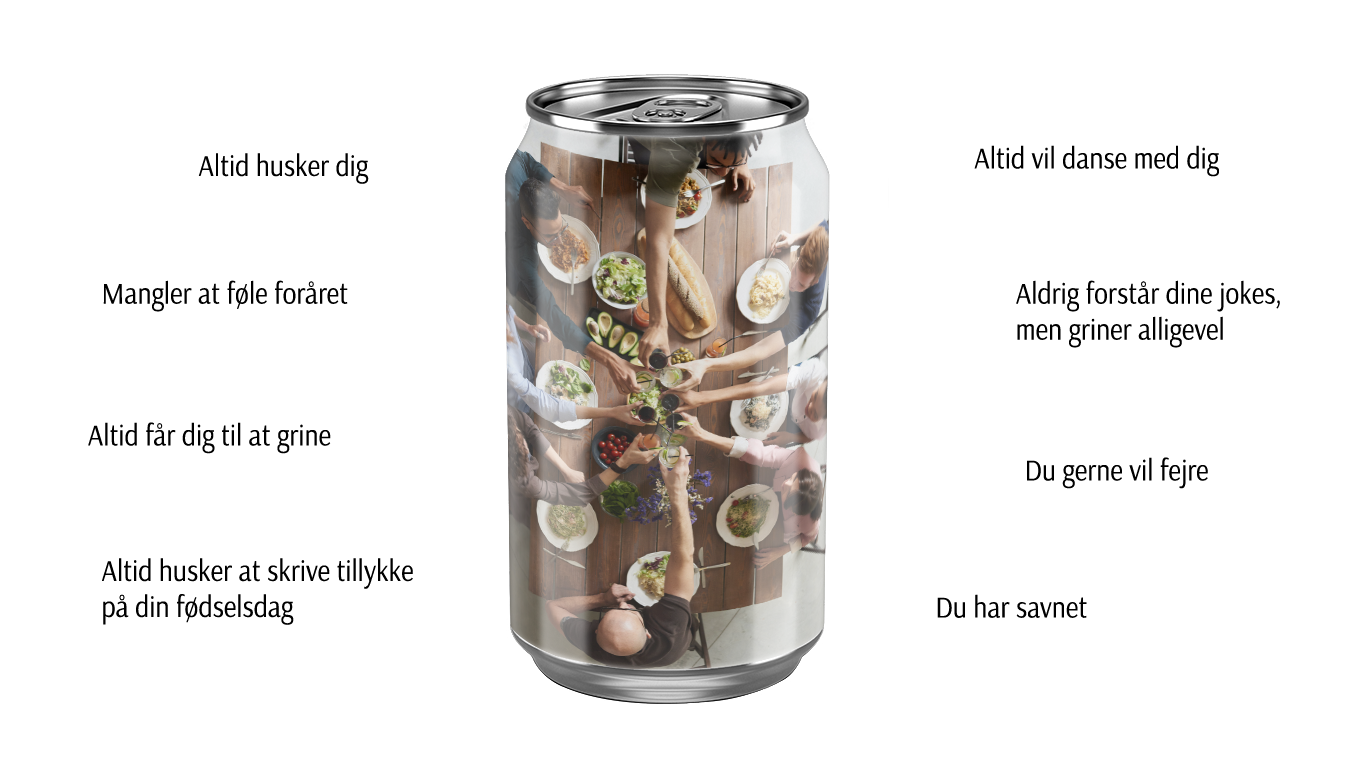 Altid husker dig
Mangler at føle foråret
Altid får dig til at grine
Altid husker at skrive tillykke
på din fødselsdag
Altid vil danse med dig
Aldrig forstår dine jokes,
men griner alligevel
Du gerne vil fejre
Du har savnet